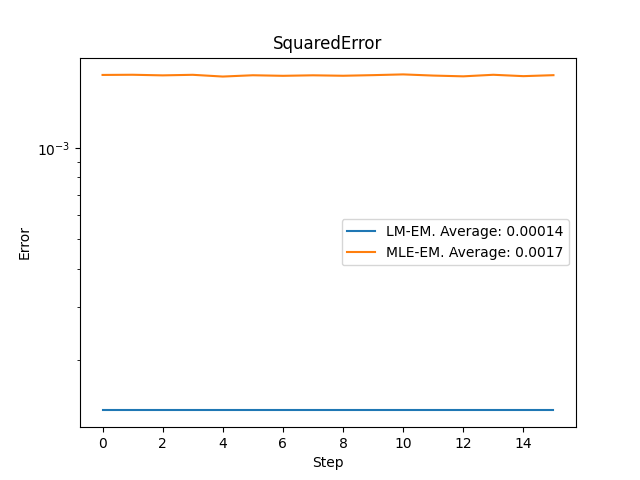 SquaredError
10⁻³
Error
LM-EM. Average: 0.00014
MLE-EM. Average: 0.0017
0 2 4 6 8 10 12 14
Step